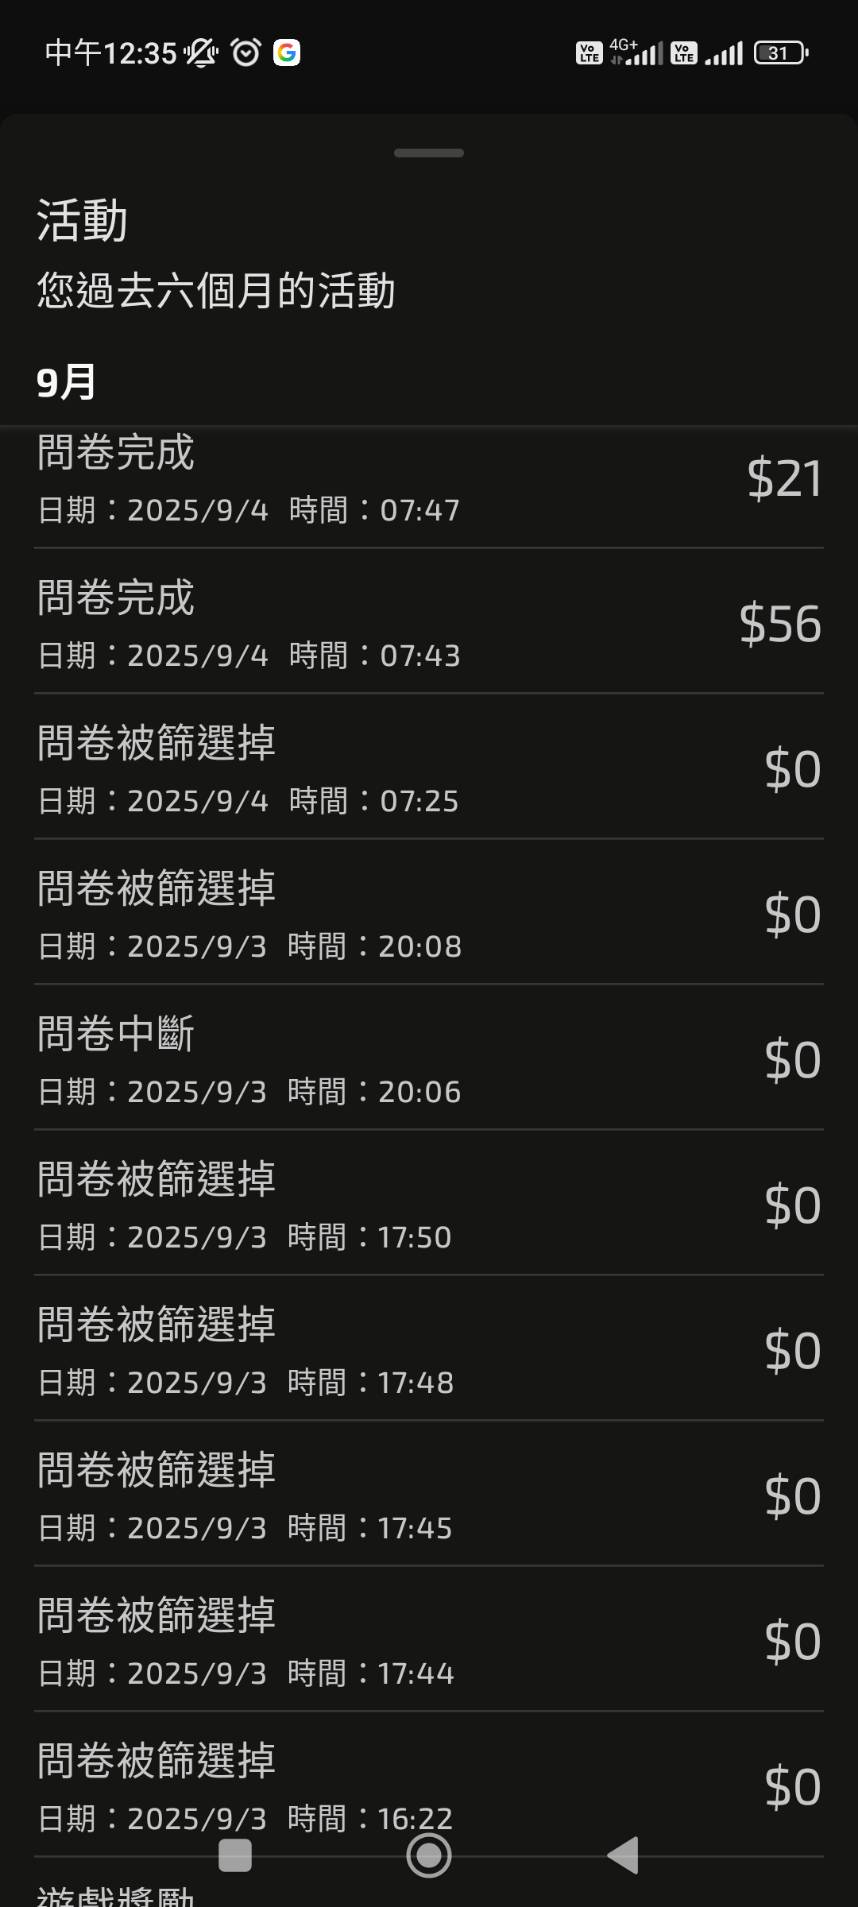 中午12:35
Vo LTE 4G+ Vo LTE 31
活動
您過去六個月的活動
9月
問卷完成
$21
日期：2025/9/4 時間：07:47
問卷完成
$56
日期：2025/9/4 時間：07:43
問卷被篩選掉
$0
日期：2025/9/4 時間：07:25
問卷被篩選掉
$0
日期：2025/9/3 時間：20:08
問卷中斷
$0
日期：2025/9/3 時間：20:06
問卷被篩選掉
$0
日期：2025/9/3 時間：17:50
問卷被篩選掉
$0
日期：2025/9/3 時間：17:48
問卷被篩選掉
$0
日期：2025/9/3 時間：17:45
問卷被篩選掉
$0
日期：2025/9/3 時間：17:44
問卷被篩選掉
$0
日期：2025/9/3 時間：16:22
遊戲獎勵